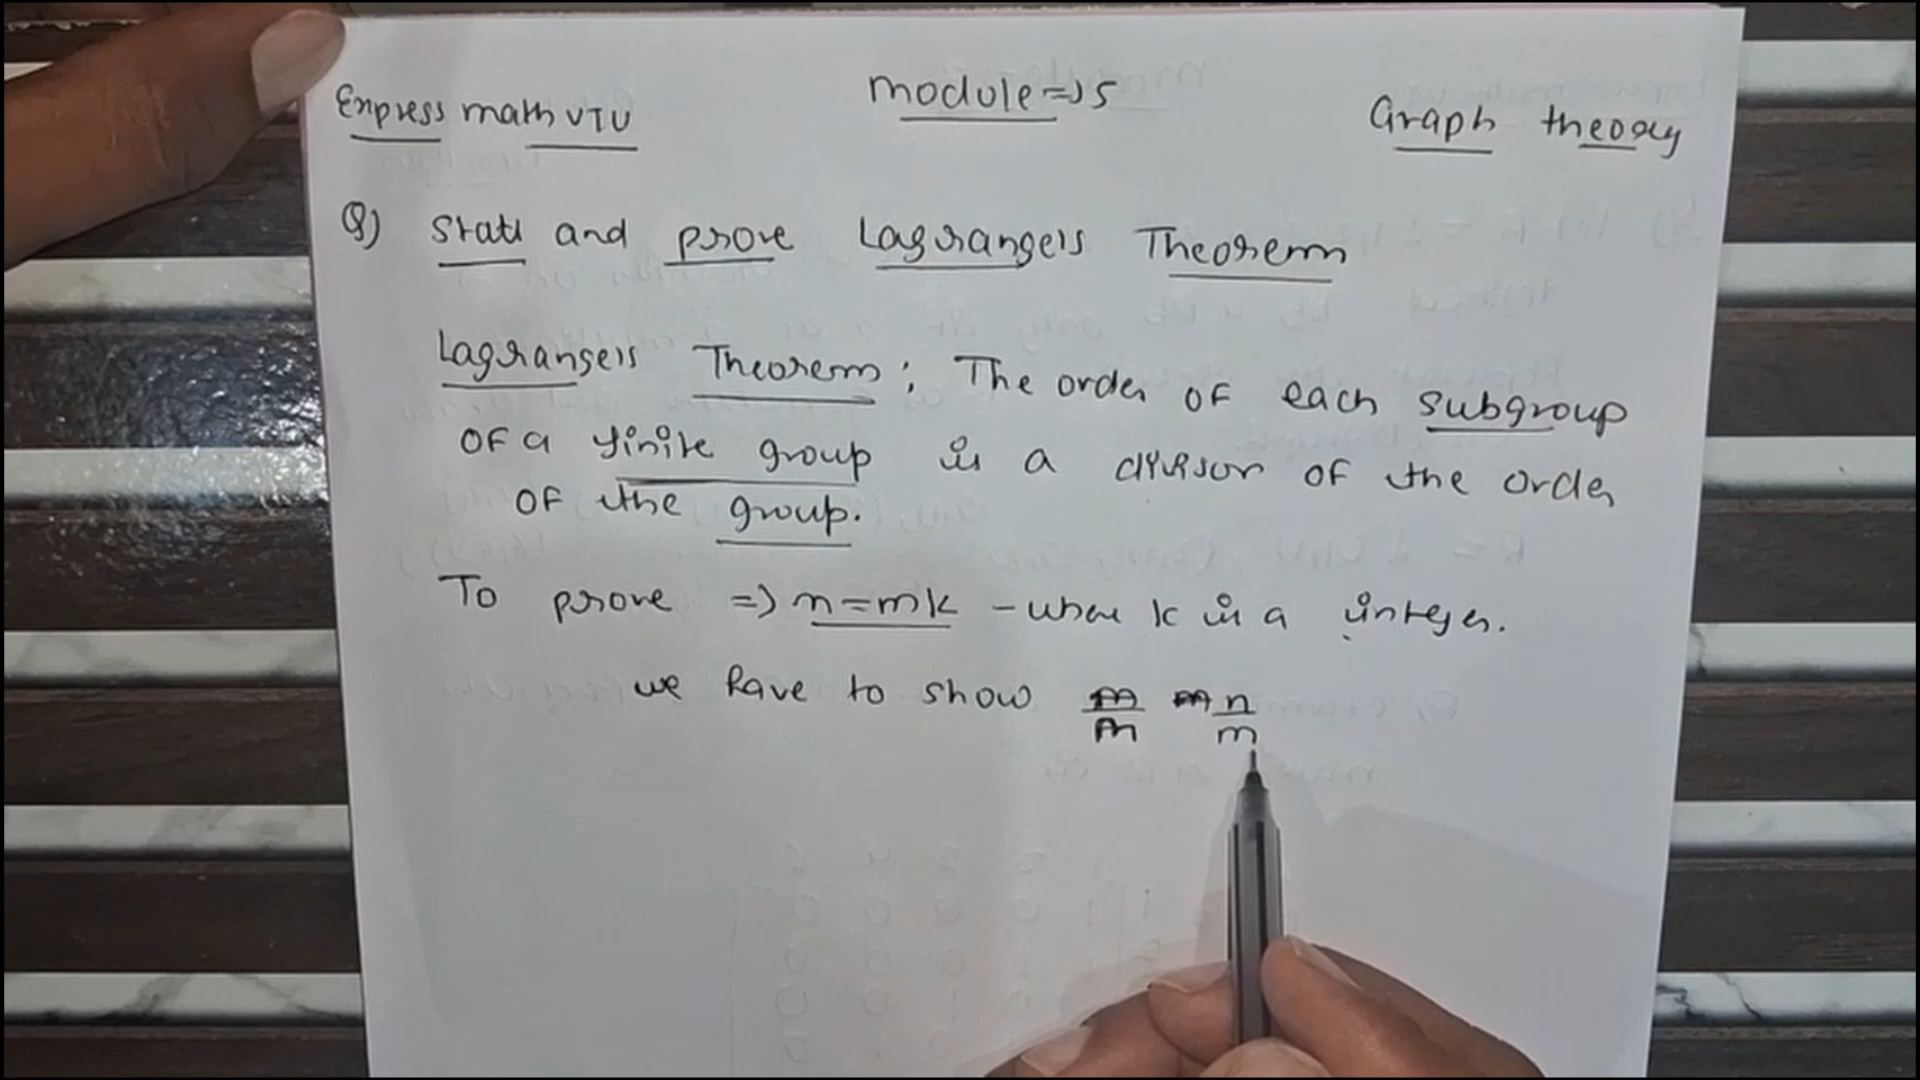 Express math VTU
module=>5
Graph theory
Q) State and prove Lagrange's Theorem
Lagrange's Theorem: The order of each subgroup
of a finite group is a divisor of the order
of the group.
To prove => n=mk - where k is a integer.
we have to show n/m